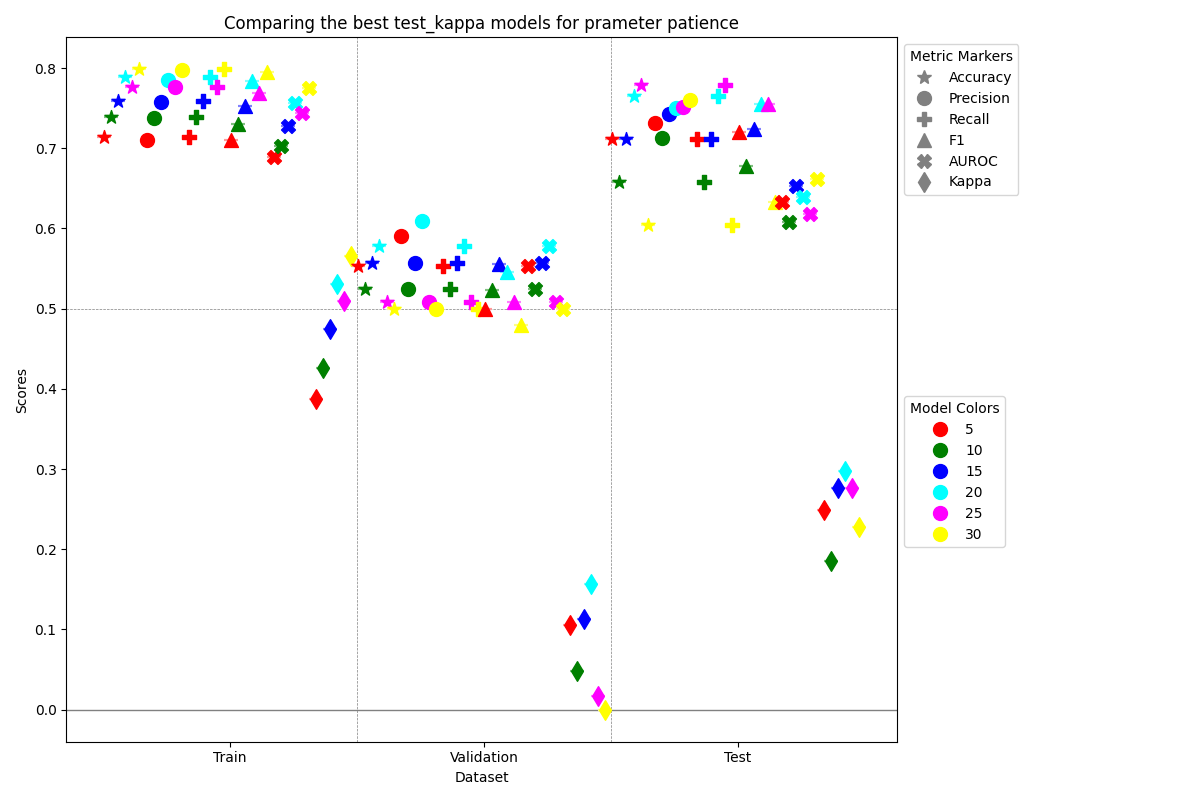 Comparing the best test_kappa models for prameter patience
Scores
0.8
0.7
0.6
0.5
0.4
0.3
0.2
0.1
0.0
Train
Validation
Test
Dataset
Metric Markers
Accuracy
Precision
Recall
F1
AUROC
Kappa
Model Colors
5
10
15
20
25
30